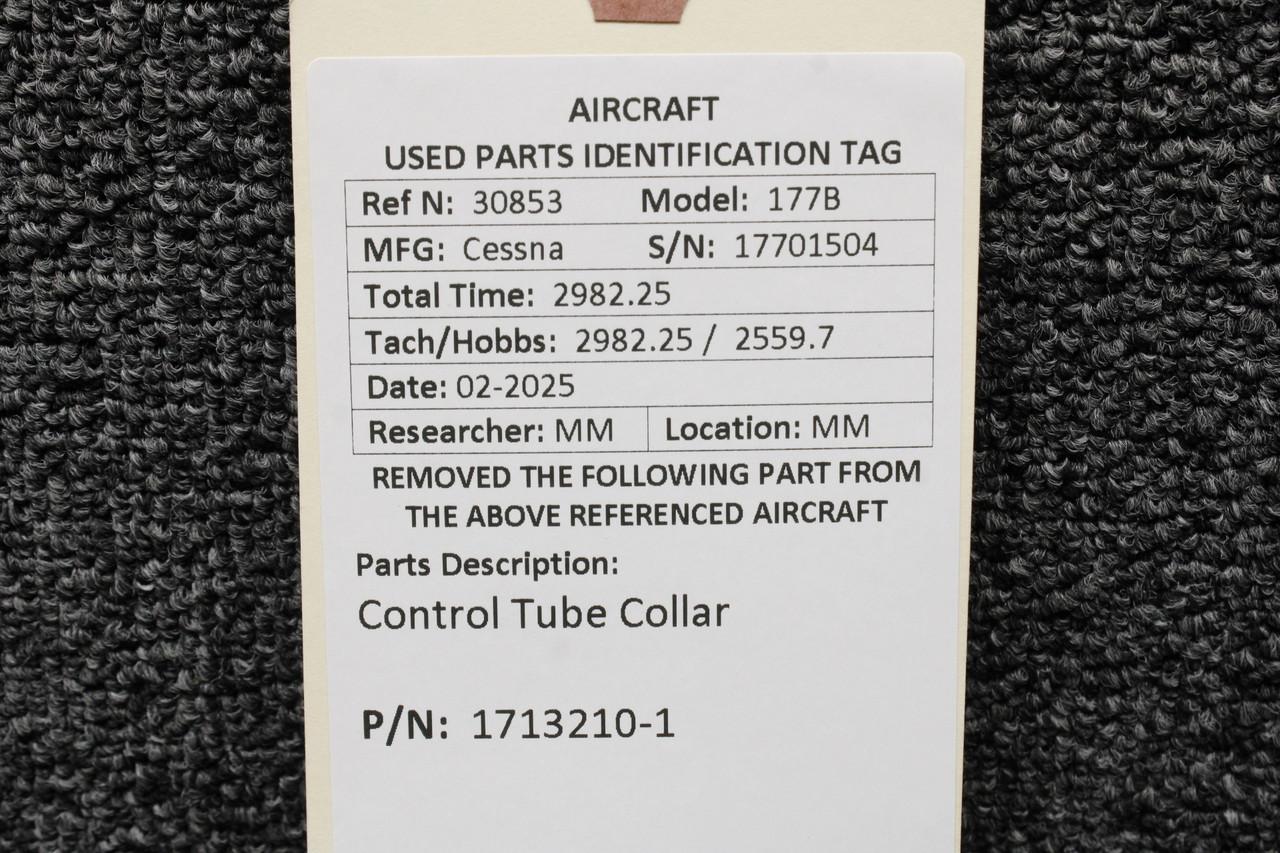 AIRCRAFT
USED PARTS IDENTIFICATION TAG
Ref N: 30853 Model: 177B
MFG: Cessna S/N: 17701504
Total Time: 2982.25
Tach/Hobbs: 2982.25 / 2559.7
Date: 02-2025
Researcher: MM Location: MM
REMOVED THE FOLLOWING PART FROM
THE ABOVE REFERENCED AIRCRAFT
Parts Description:
Control Tube Collar
P/N: 1713210-1